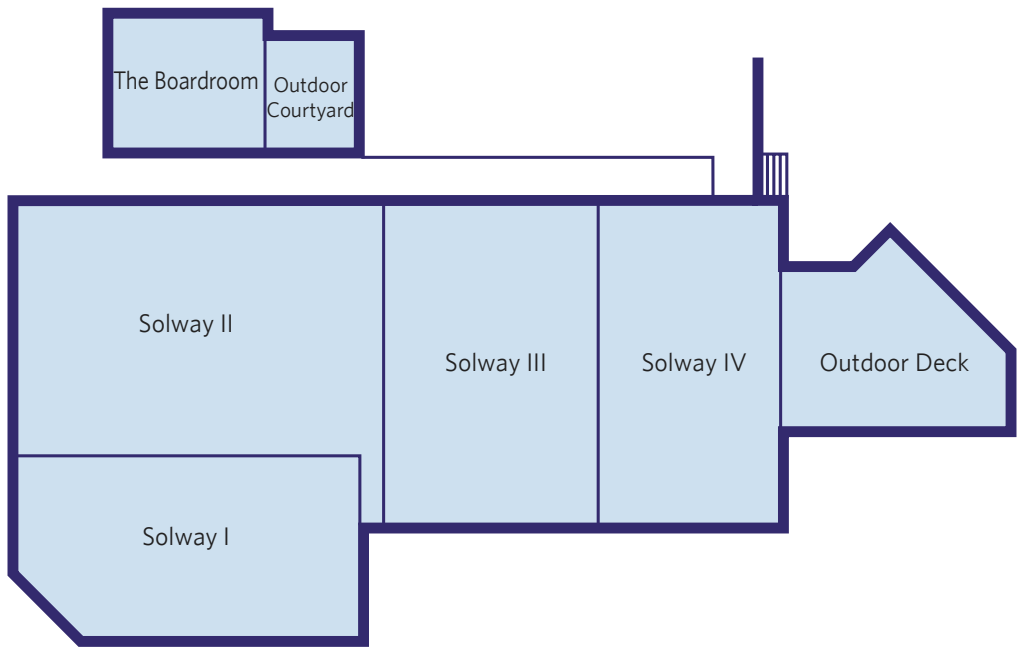 The Boardroom
Outdoor
Courtyard
Solway II
Solway III
Solway IV
Outdoor Deck
Solway I